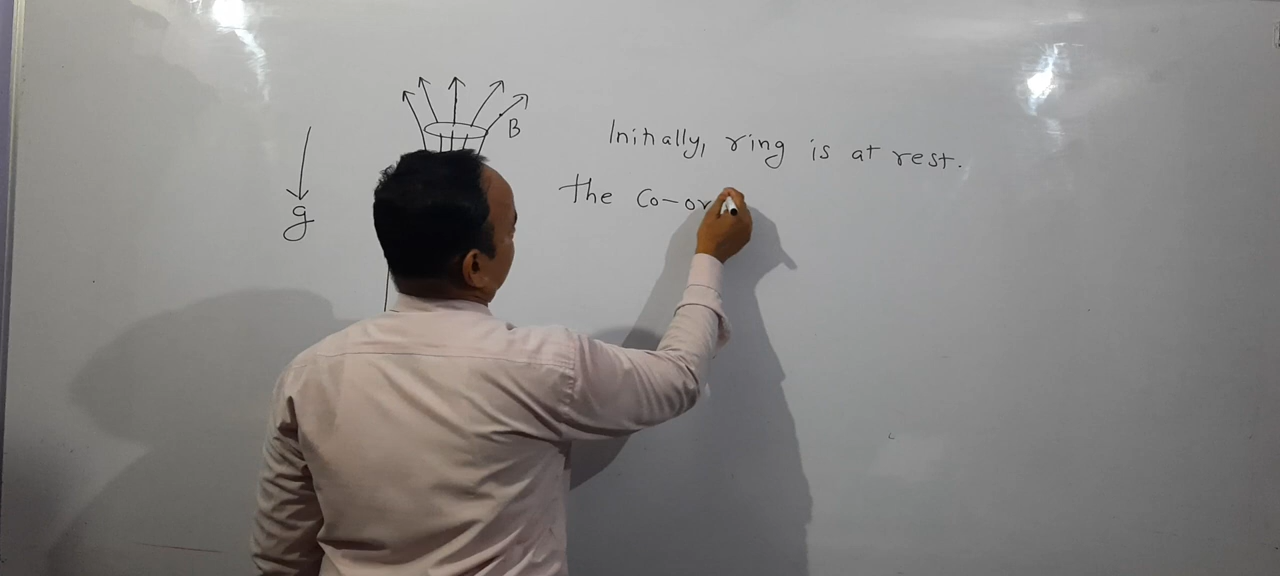 B
Initially, ring is at rest.
The co-or
g